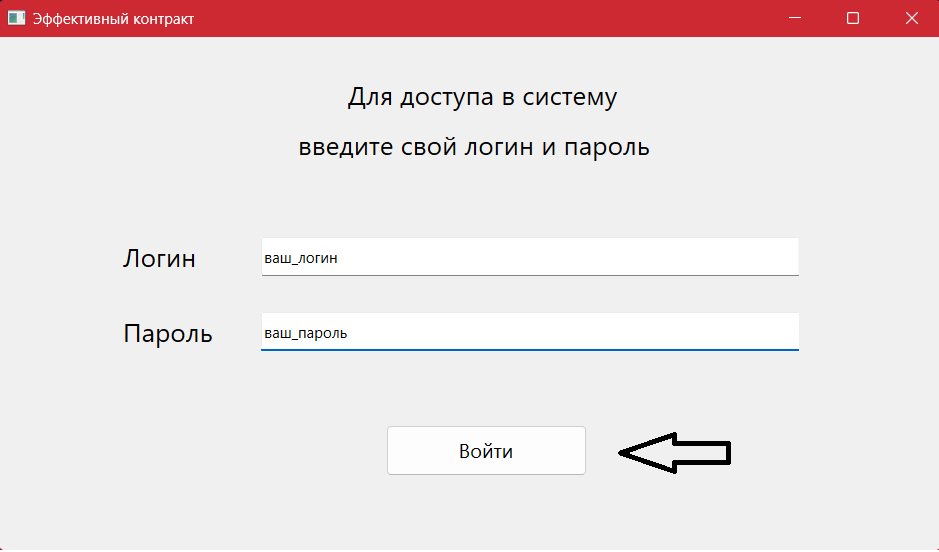 Эффективный контракт
Для доступа в систему
введите свой логин и пароль
Логин
ваш_логин
Пароль
ваш_пароль
Войти